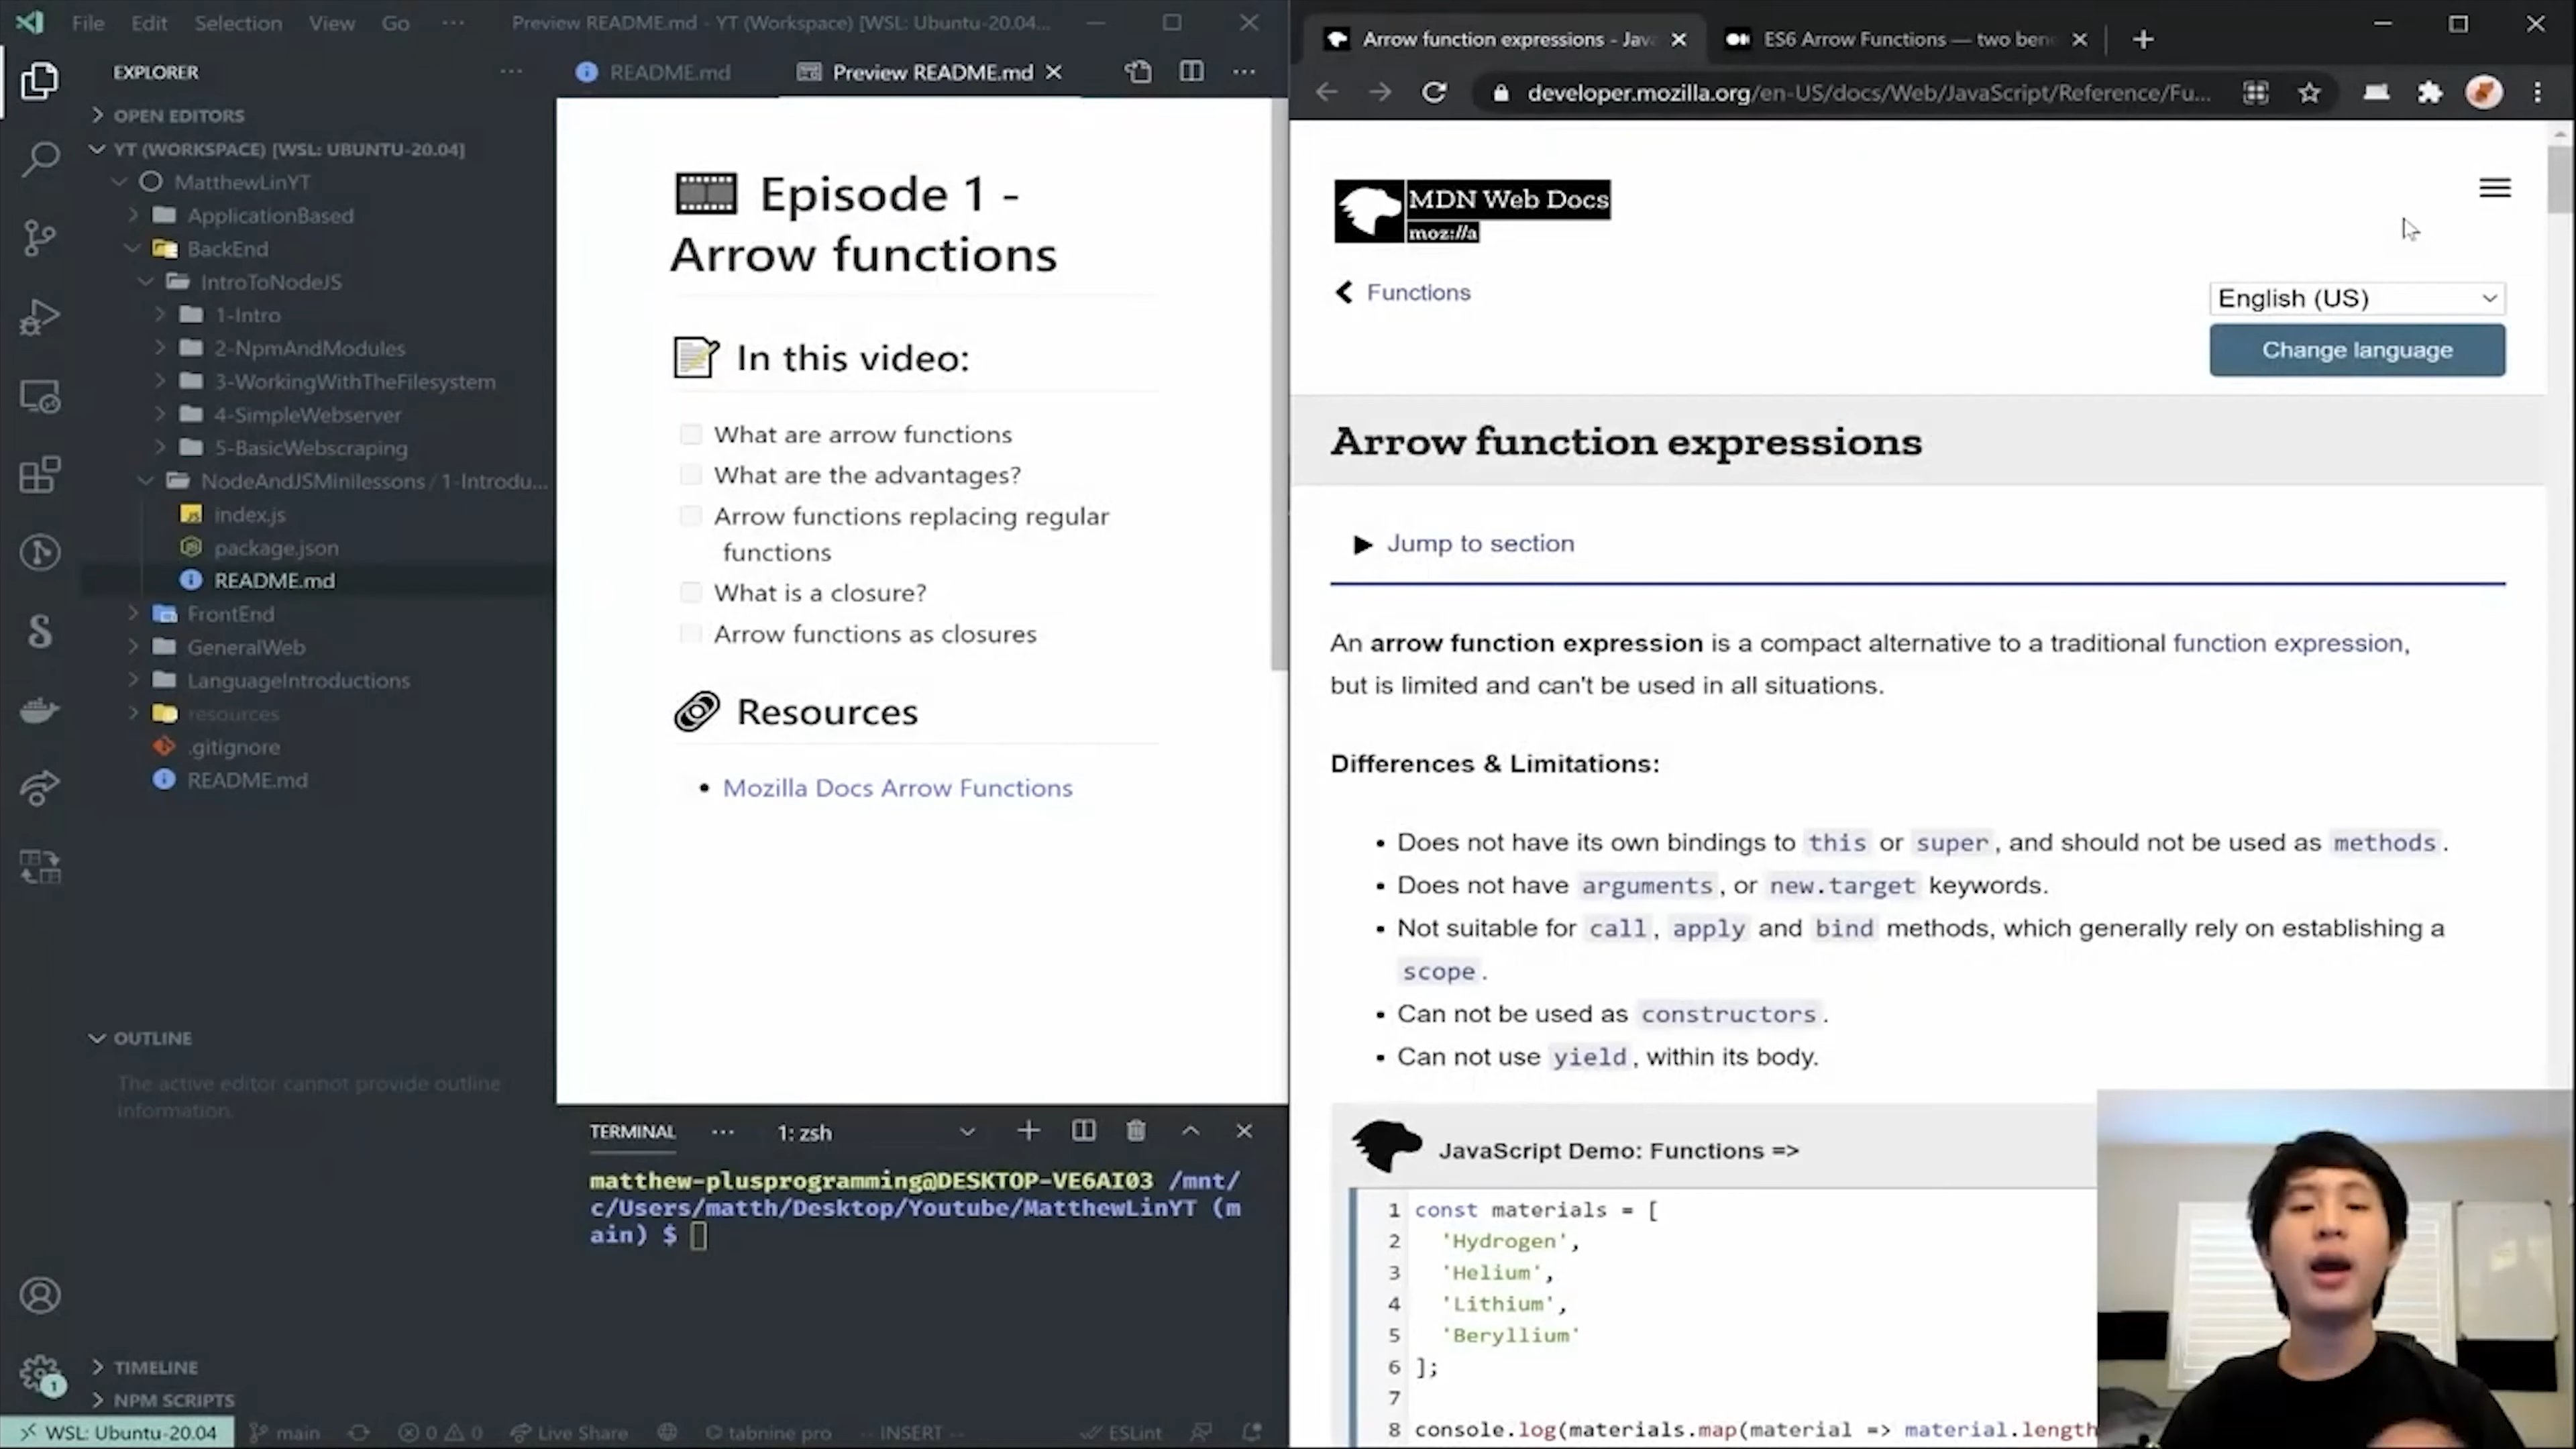 File Edit Selection View Go ··· Preview README.md - YT (Workspace) [WSL: Ubuntu-20.04...
EXPLORER ···
OPEN EDITORS
YT (WORKSPACE) [WSL: UBUNTU-20.04]
MatthewLinYT
ApplicationBased
BackEnd
IntroToNodeJS
1-Intro
2-NpmAndModules
3-WorkingWithTheFilesystem
4-SimpleWebserver
5-BasicWebscraping
NodeAndJSMinilessons / 1-Introdu...
index.js
package.json
README.md
FrontEnd
GeneralWeb
LanguageIntroductions
resources
.gitignore
README.md
OUTLINE
The active editor cannot provide outline
information.
TIMELINE
NPM SCRIPTS
README.md Preview README.md
Episode 1 -
Arrow functions
In this video:
What are arrow functions
What are the advantages?
Arrow functions replacing regular
functions
What is a closure?
Arrow functions as closures
Resources
• Mozilla Docs Arrow Functions
TERMINAL ··· 1: zsh
matthew-plusprogramming@DESKTOP-VE6AI03 /mnt/
c/Users/matth/Desktop/Youtube/MatthewLinYT (m
ain) $
1
WSL: Ubuntu-20.04 main 0 0 Live Share tabnine pro -- INSERT -- ESLint
Arrow function expressions - Java ES6 Arrow Functions — two bene
developer.mozilla.org/en-US/docs/Web/JavaScript/Reference/Fu...
MDN Web Docs
moz://a
Functions
English (US)
Change language
Arrow function expressions
Jump to section
An arrow function expression is a compact alternative to a traditional function expression,
but is limited and can't be used in all situations.
Differences & Limitations:
• Does not have its own bindings to this or super, and should not be used as methods.
• Does not have arguments, or new.target keywords.
• Not suitable for call, apply and bind methods, which generally rely on establishing a
scope.
• Can not be used as constructors.
• Can not use yield, within its body.
JavaScript Demo: Functions =>
1 const materials = [
2 'Hydrogen',
3 'Helium',
4 'Lithium',
5 'Beryllium'
6 ];
7
8 console.log(materials.map(material => material.length